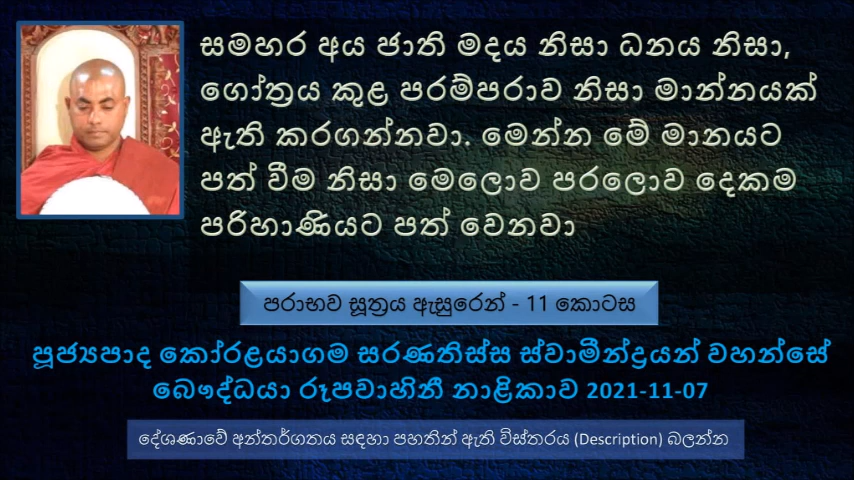 සමහර අය ජාති මදය නිසා ධනය නිසා,
ගෝත්‍රය කුළ පරම්පරාව නිසා මාන්නයක්
ඇති කරගන්නවා. මෙන්න මේ මානයට
පත් වීම නිසා මෙලොව පරලොව දෙකම
පරිහාණියට පත් වෙනවා
පරාභව සූත්‍රය ඇසුරෙන් - 11 කොටස
පූජ්‍යපාද කෝරළයාගම සරණතිස්ස ස්වාමීන්ද්‍රයන් වහන්සේ
බෞද්ධයා රූපවාහිනී නාළිකාව 2021-11-07
දේශණාවේ අන්තර්ගතය සඳහා පහතින් ඇති විස්තරය (Description) බලන්න